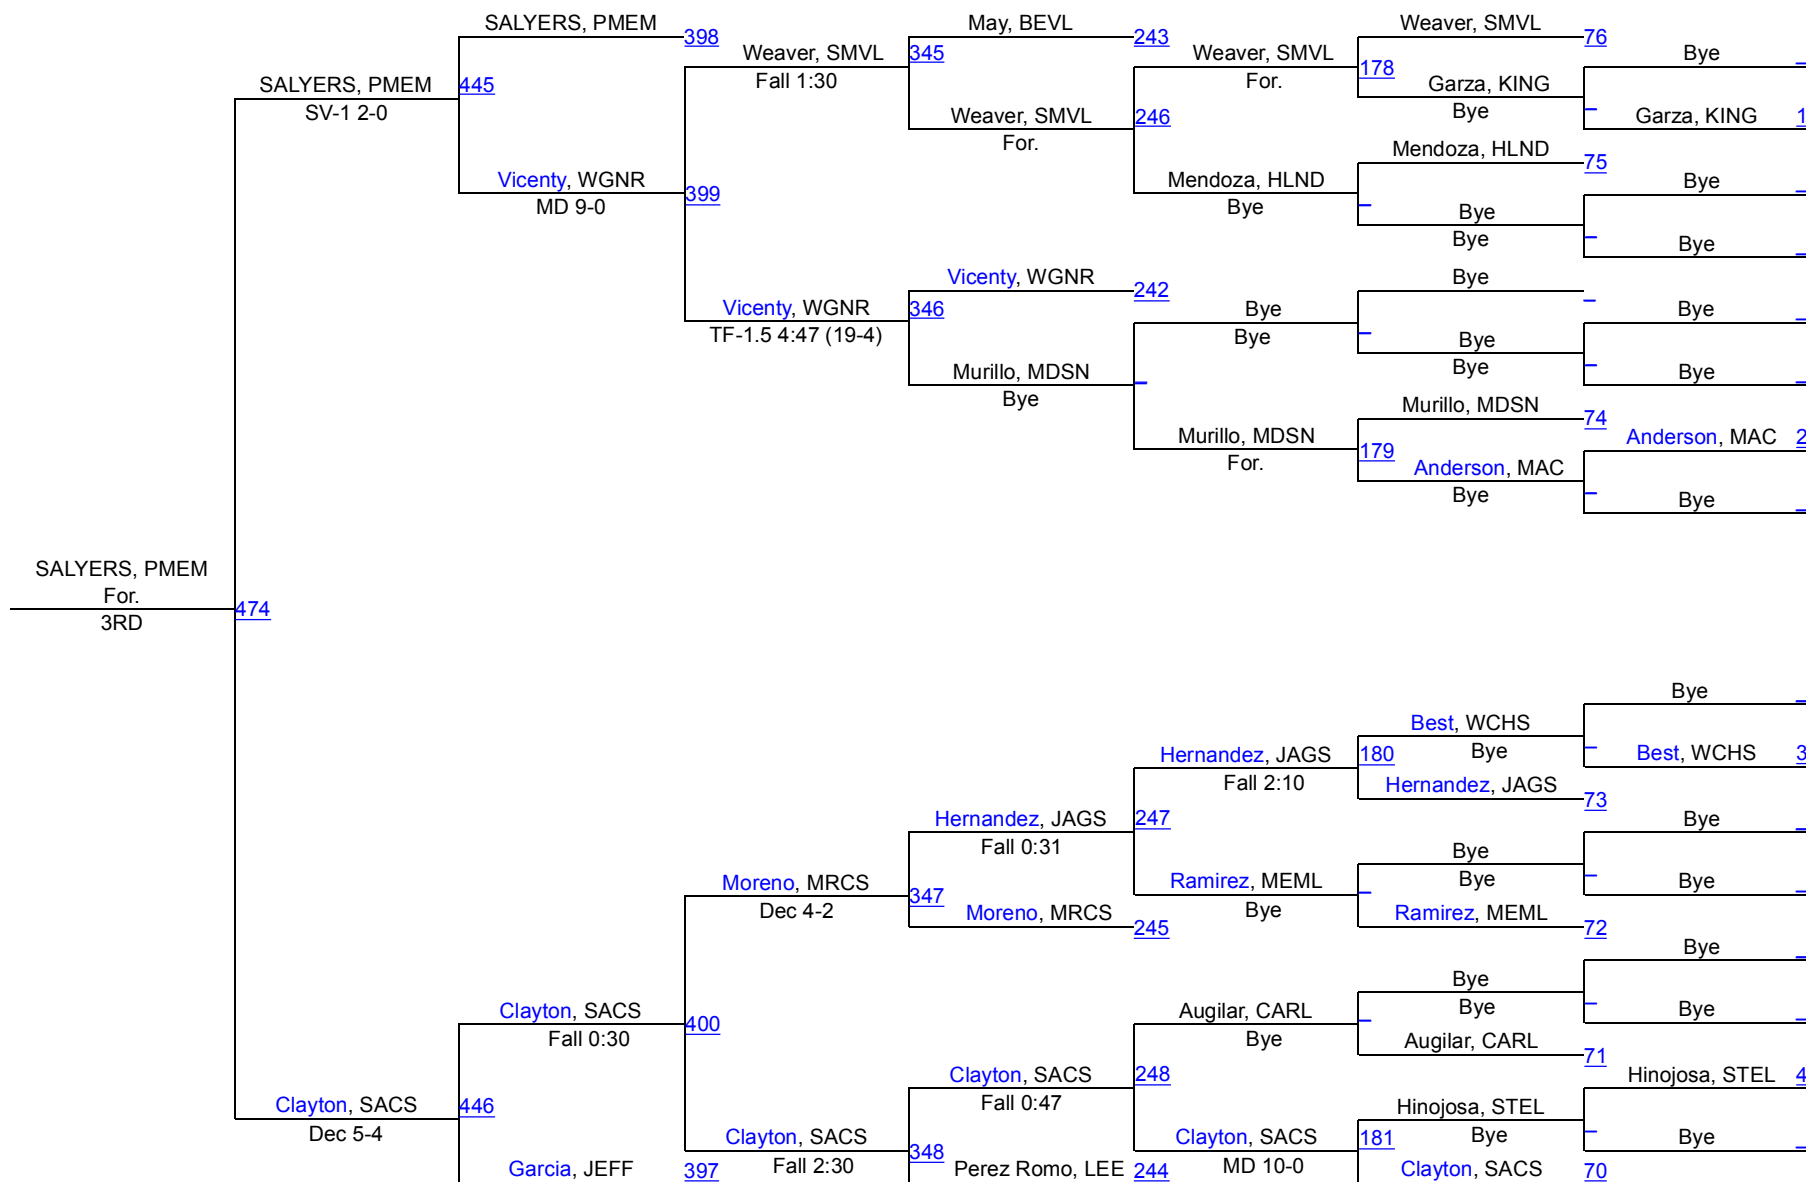 SALYERS, PMEM
398
May, BEVL
243
Weaver, SMVL
76
Weaver, SMVL
Fall 1:30
345
Weaver, SMVL
For.
178
Bye
SALYERS, PMEM
SV-1 2-0
445
Garza, KING
Bye
Weaver, SMVL
For.
246
Garza, KING
1
Mendoza, HLND
75
Vicenty, WGNR
MD 9-0
399
Mendoza, HLND
Bye
Bye
Bye
Bye
Bye
Vicenty, WGNR
242
Bye
Vicenty, WGNR
TF-1.5 4:47 (19-4)
346
Bye
Bye
Bye
Bye
Bye
Murillo, MDSN
Bye
Bye
Murillo, MDSN
74
Murillo, MDSN
For.
179
Anderson, MAC
2
Anderson, MAC
Bye
Bye
SALYERS, PMEM
For.
3RD
474
Bye
Best, WCHS
Bye
Hernandez, JAGS
Fall 2:10
180
Best, WCHS
3
Hernandez, JAGS
73
Hernandez, JAGS
Fall 0:31
247
Bye
Bye
Bye
Moreno, MRCS
Dec 4-2
347
Ramirez, MEML
Bye
Bye
Moreno, MRCS
245
Ramirez, MEML
72
Bye
Bye
Bye
Clayton, SACS
Fall 0:30
400
Augilar, CARL
Bye
Bye
Augilar, CARL
71
Clayton, SACS
Fall 0:47
248
Hinojosa, STEL
4
Clayton, SACS
Dec 5-4
446
Hinojosa, STEL
Bye
Clayton, SACS
Fall 2:30
348
Clayton, SACS
MD 10-0
181
Bye
Garcia, JEFF
397
Perez Romo, LEE
244
Clayton, SACS
70